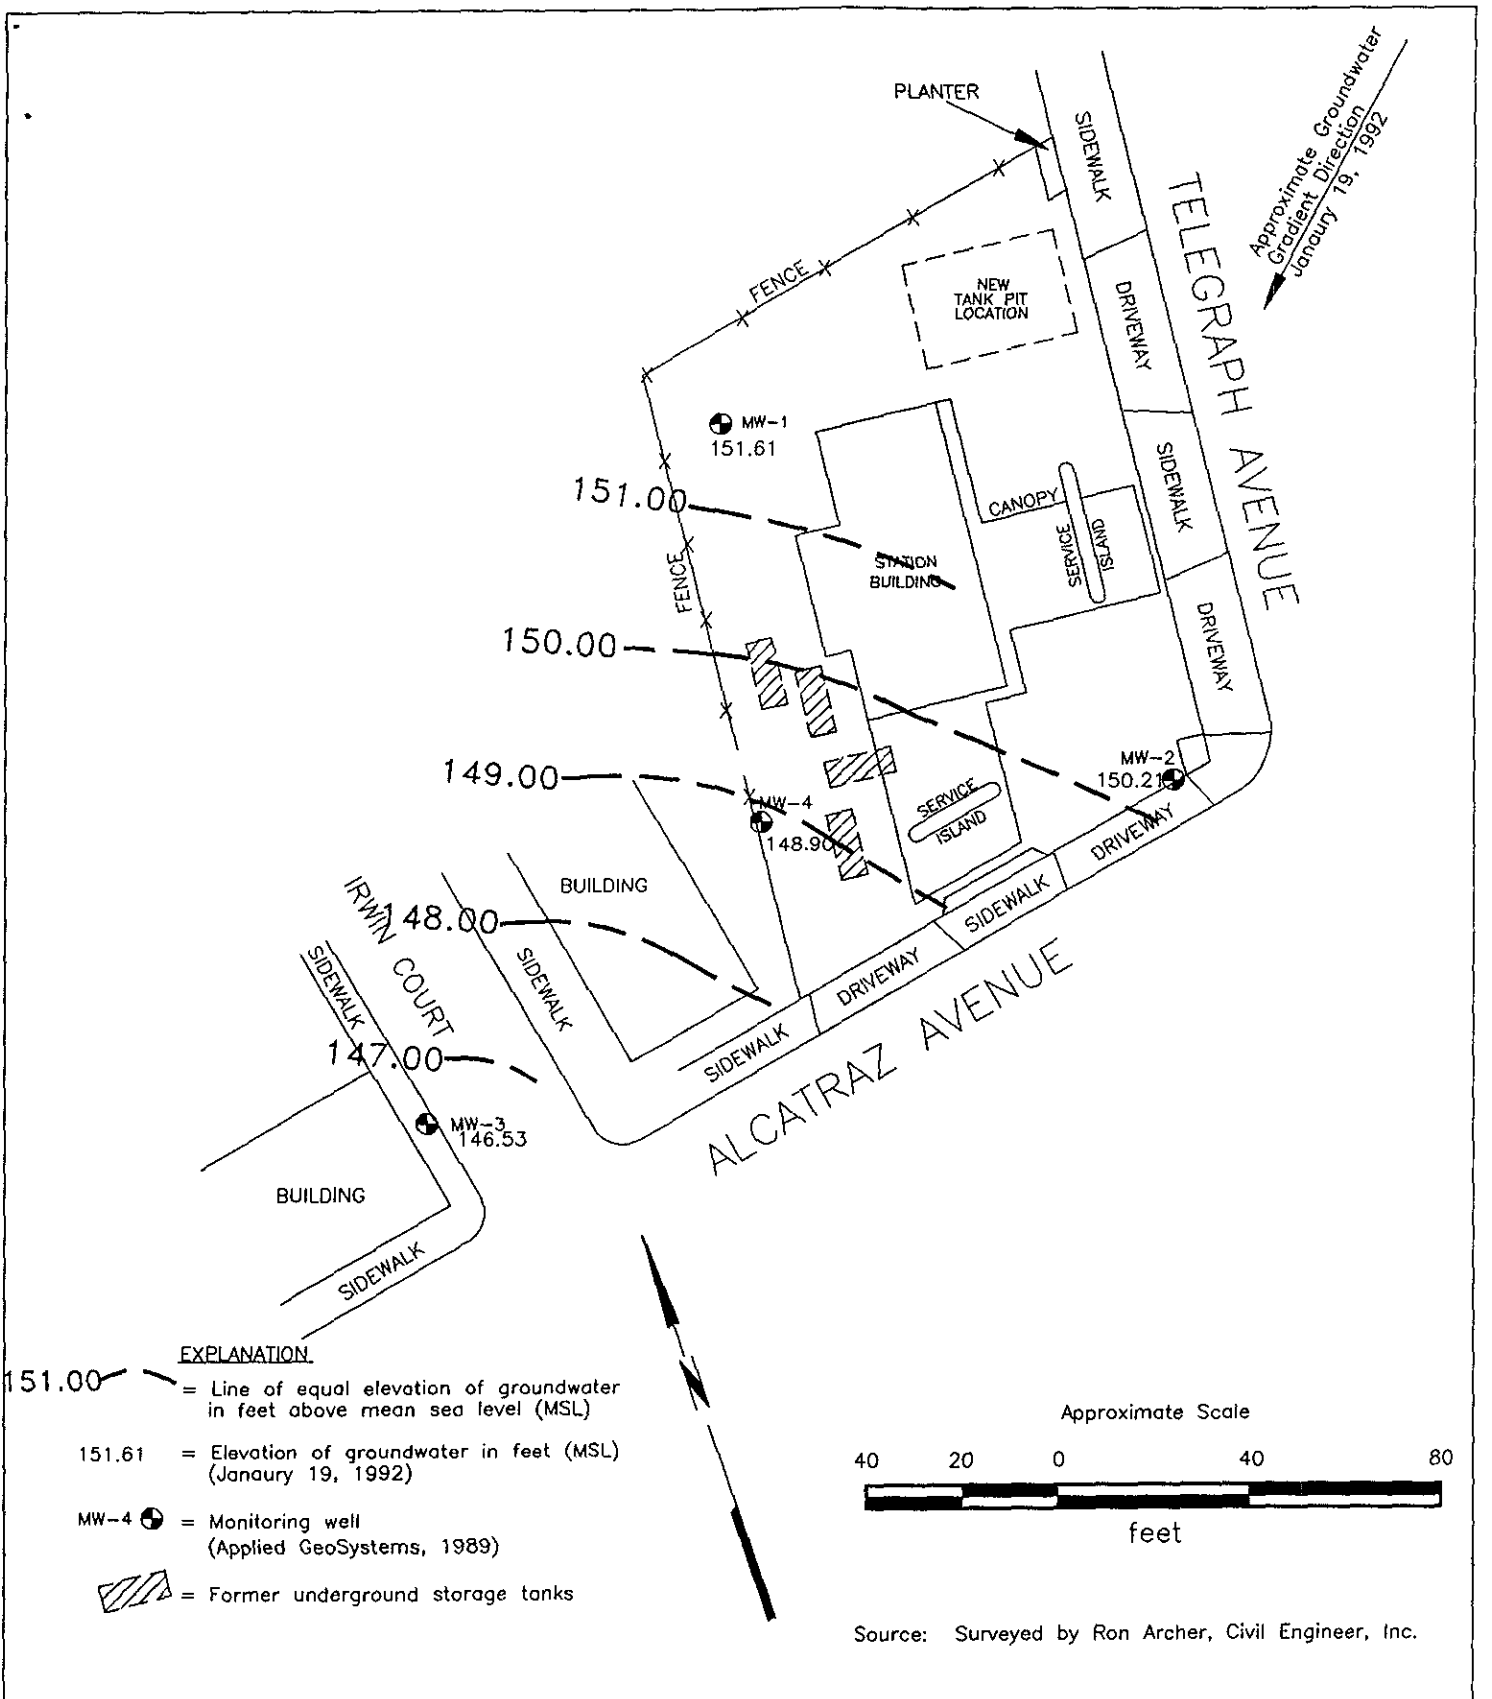 PLANTER
SIDEWALK
Approximate Groundwater
Gradient Direction
Janaury 19, 1992
TELEGRAPH AVENUE
FENCE
NEW
TANK PIT
LOCATION
DRIVEWAY
MW-1
151.61
151.00
CANOPY
SERVICE
ISLAND
SIDEWALK
STATION
BUILDING
FENCE
150.00
DRIVEWAY
149.00
MW-2
150.21
MW-4
148.90
SERVICE
ISLAND
DRIVEWAY
BUILDING
IRWIN COURT
148.00
SIDEWALK
SIDEWALK
SIDEWALK
DRIVEWAY
ALCATRAZ AVENUE
147.00
SIDEWALK
MW-3
146.53
BUILDING
SIDEWALK
EXPLANATION
151.00
= Line of equal elevation of groundwater
in feet above mean sea level (MSL)
151.61 = Elevation of groundwater in feet (MSL)
(Janaury 19, 1992)
MW-4 = Monitoring well
(Applied GeoSystems, 1989)
= Former underground storage tanks
N
Approximate Scale
40 20 0 40 80
feet
Source: Surveyed by Ron Archer, Civil Engineer, Inc.